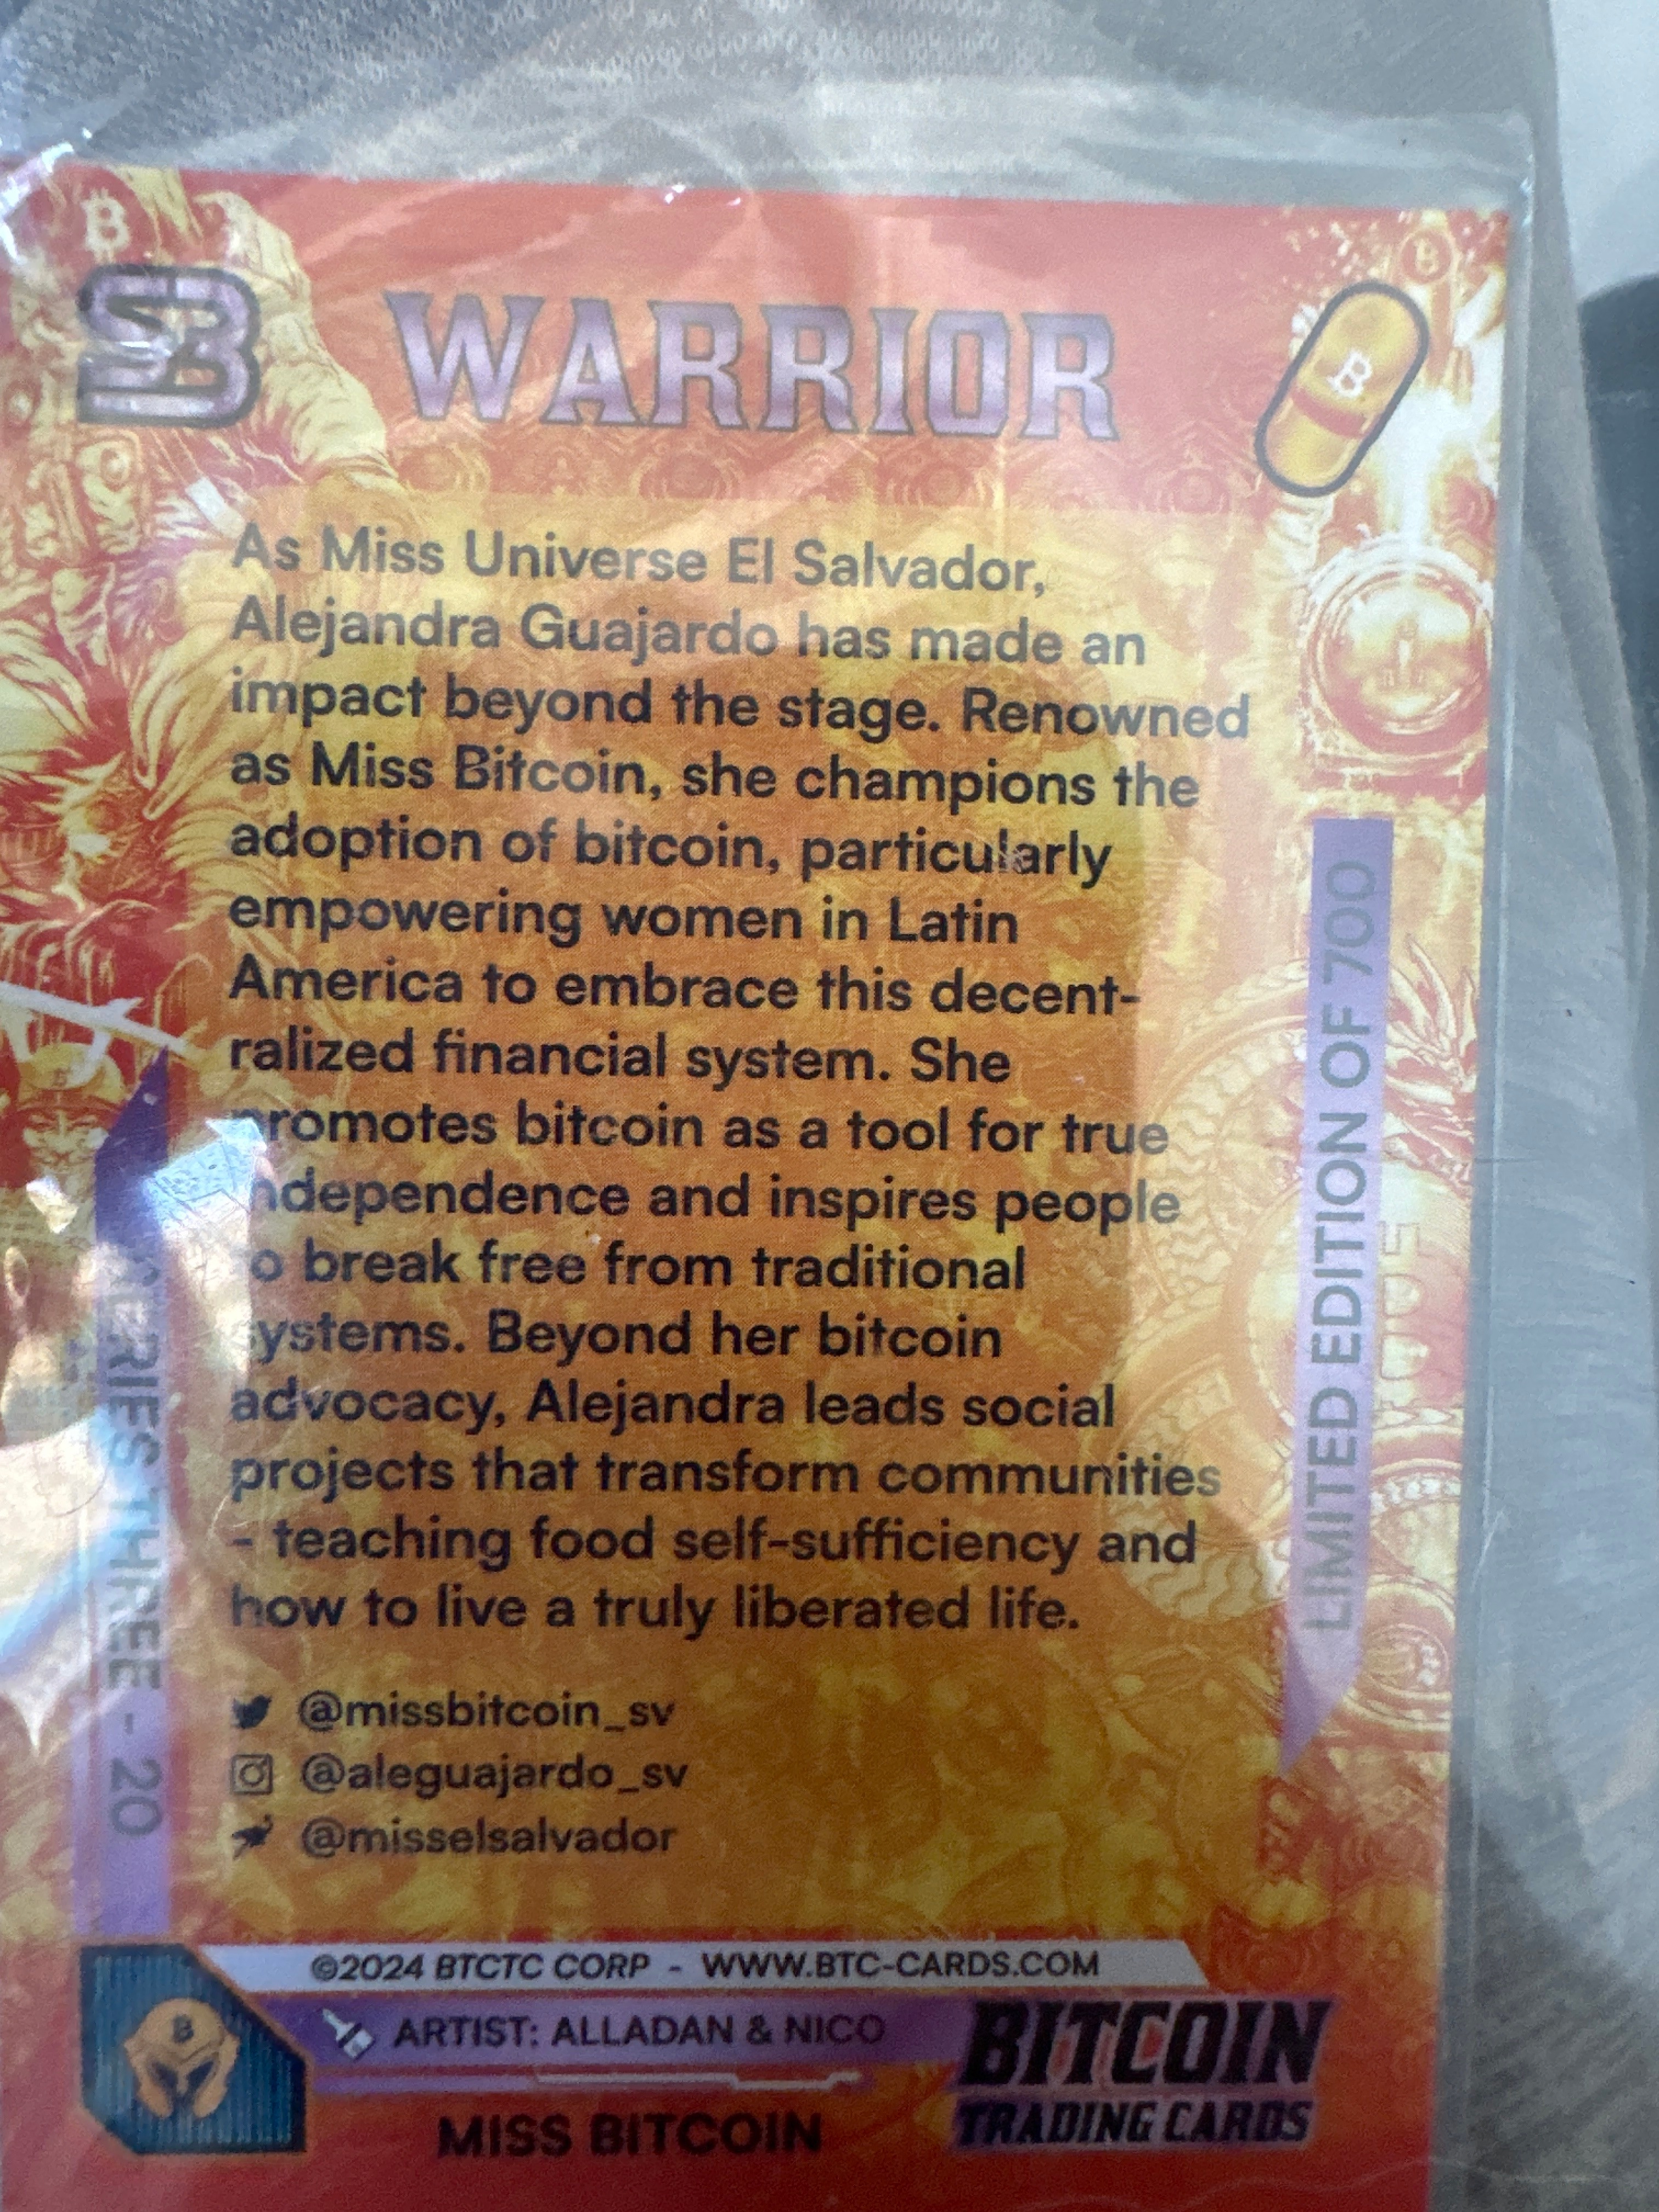 S3
WARRIOR
As Miss Universe El Salvador,
Alejandra Guajardo has made an
impact beyond the stage. Renowned
as Miss Bitcoin, she champions the
adoption of bitcoin, particularly
empowering women in Latin
America to embrace this decent-
ralized financial system. She
promotes bitcoin as a tool for true
independence and inspires people
to break free from traditional
systems. Beyond her bitcoin
advocacy, Alejandra leads social
projects that transform communities
- teaching food self-sufficiency and
how to live a truly liberated life.
@missbitcoin_sv
@aleguajardo_sv
@misselsalvador
SERIES THREE - 20
LIMITED EDITION OF 700
©2024 BTCTC CORP - WWW.BTC-CARDS.COM
ARTIST: ALLADAN & NICO
MISS BITCOIN
BITCOIN
TRADING CARDS